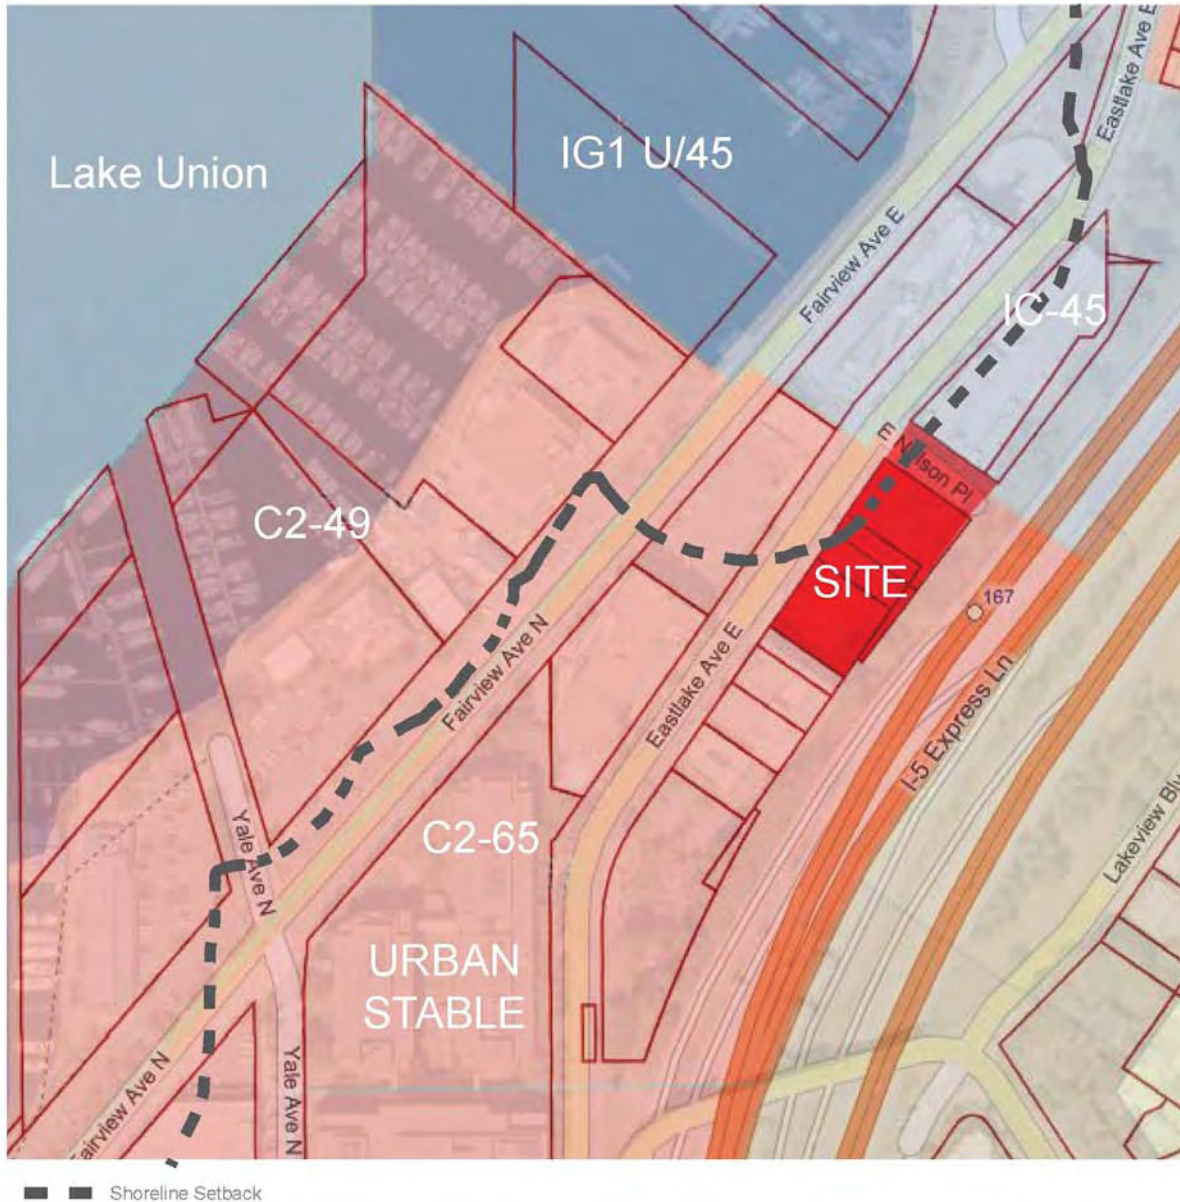 Eastlake Ave E
IG1 U/45
Lake Union
Fairview Ave E
IC-45
E Nelson Pl
C2-49
SITE
167
Fairview Ave N
Eastlake Ave E
I-5 Express Ln
C2-65
Yale Ave N
Lakeview Blv
URBAN
STABLE
Yale Ave N
Fairview Ave N
Shoreline Setback